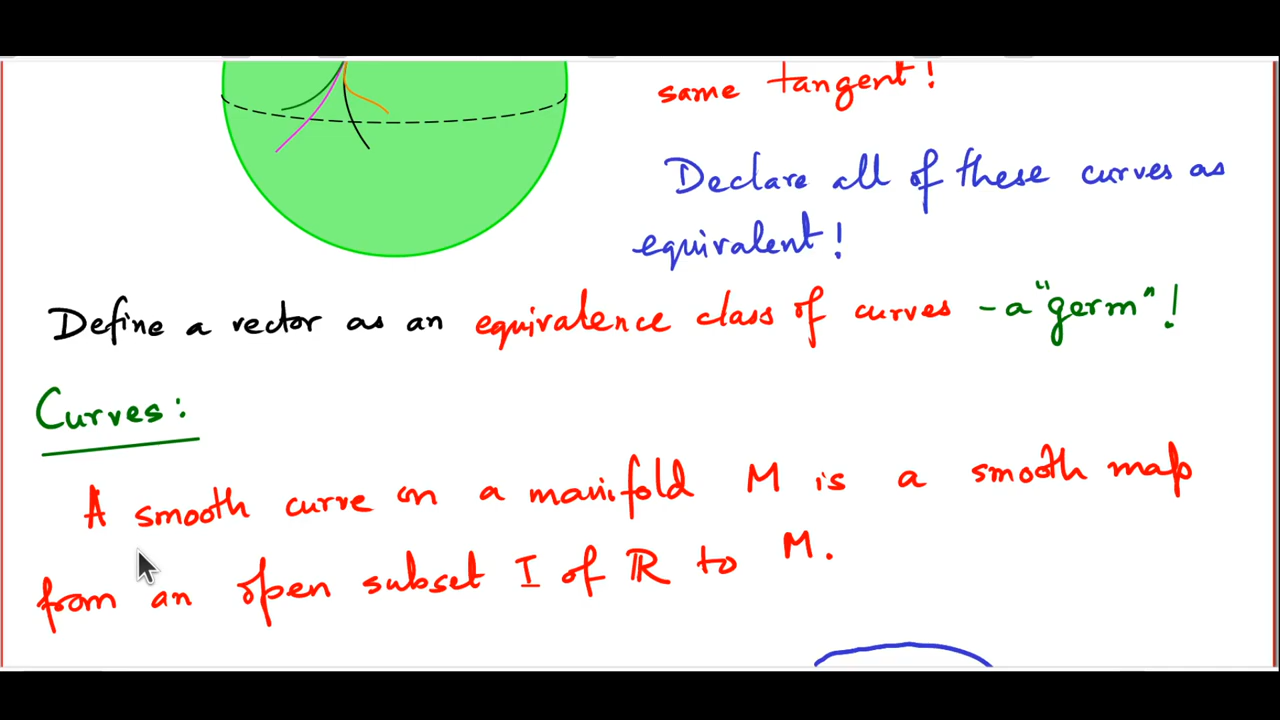 same tangent!
Declare all of these curves as
equivalent!
Define a vector as an equivalence class of curves - a "germ"!
Curves:
A smooth curve on a manifold M is a smooth map
from an open subset I of ℝ to M.